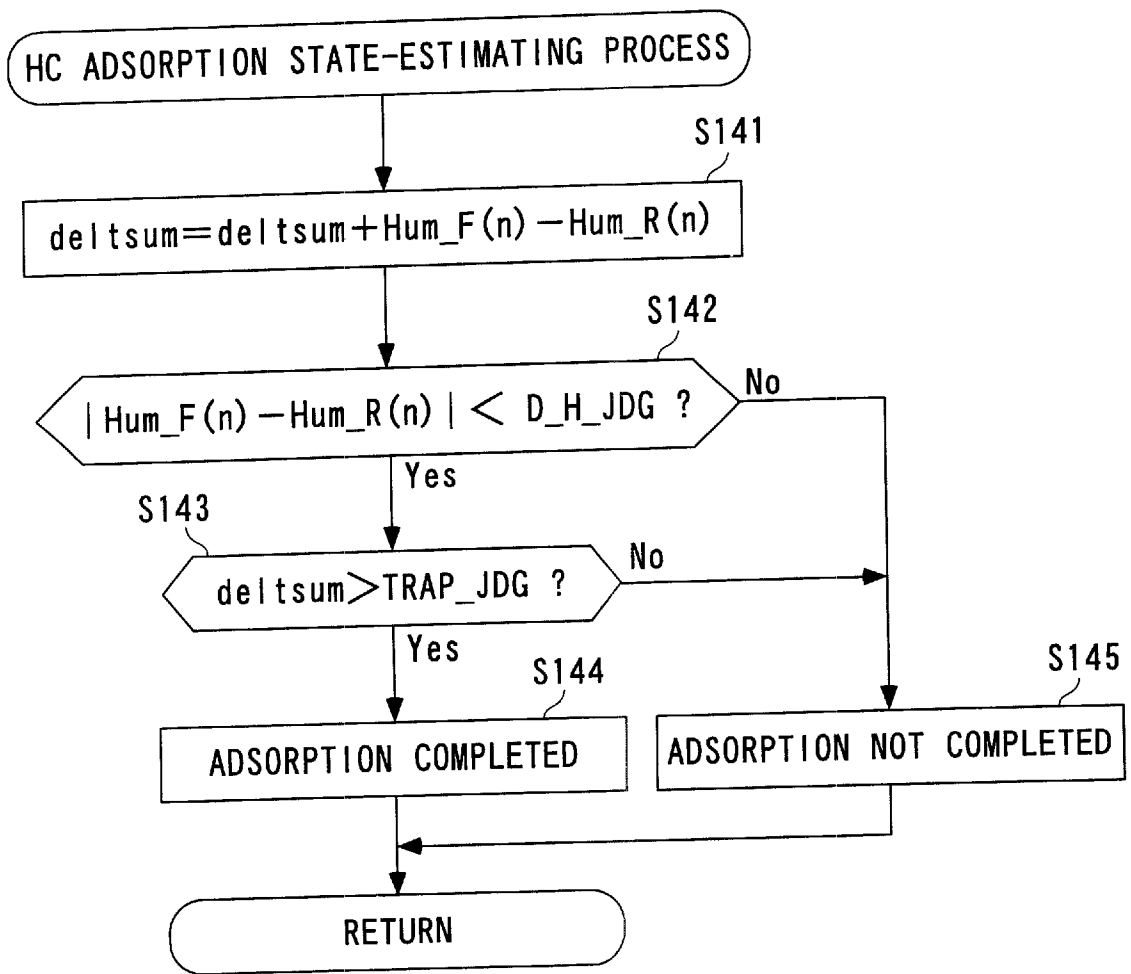 HC ADSORPTION STATE-ESTIMATING PROCESS
S141
deltsum=deltsum+Hum_F(n)-Hum_R(n)
S142
|Hum_F(n)-Hum_R(n)| < D_H_JDG ?
No
Yes
S143
deltsum>TRAP_JDG ?
No
Yes
S144
S145
ADSORPTION COMPLETED
ADSORPTION NOT COMPLETED
RETURN